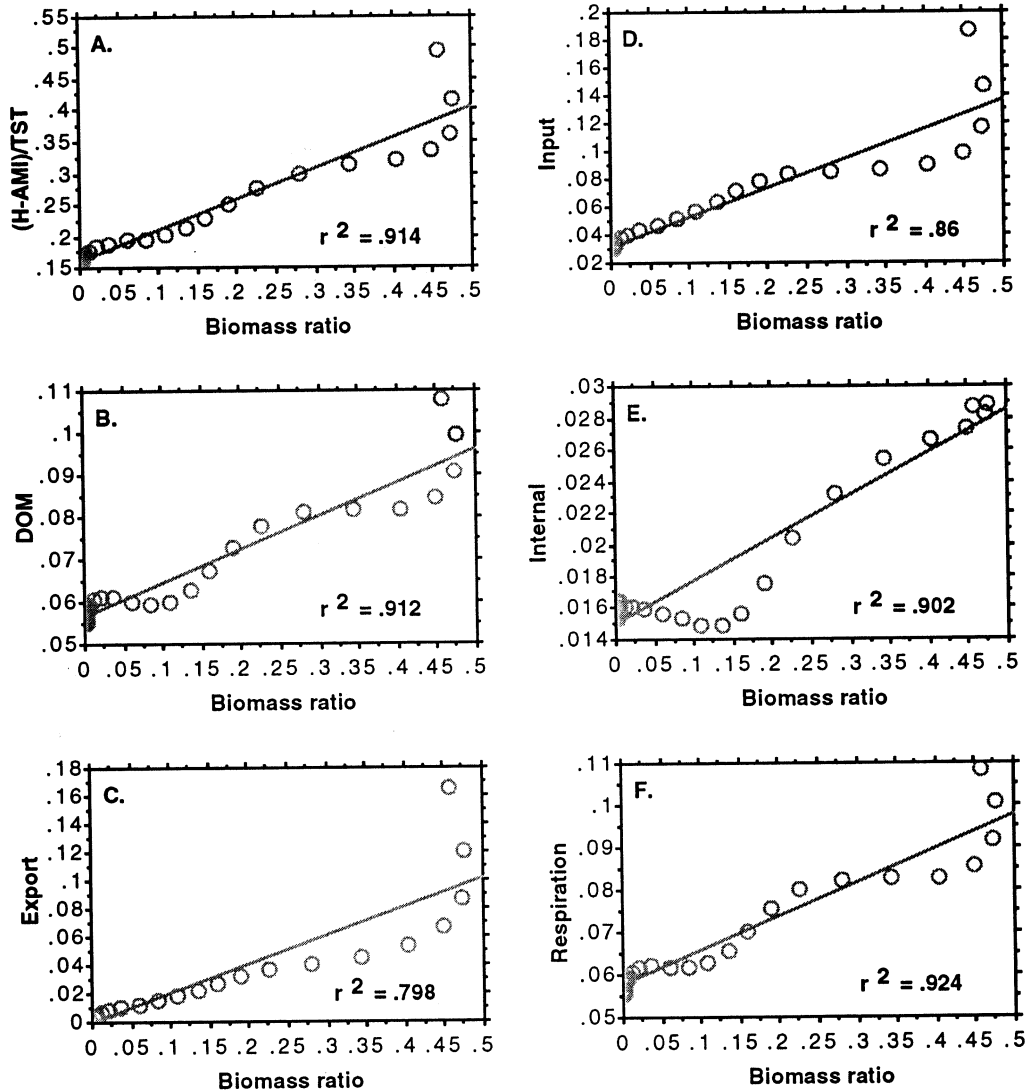 A.
(H-AMI)/TST
.55
.5
.45
.4
.35
.3
.25
.2
.15
r 2 = .914
0 .05 .1 .15 .2 .25 .3 .35 .4 .45 .5
Biomass ratio
D.
Input
.2
.18
.16
.14
.12
.1
.08
.06
.04
.02
r 2 = .86
0 .05 .1 .15 .2 .25 .3 .35 .4 .45 .5
Biomass ratio
B.
DOM
.11
.1
.09
.08
.07
.06
.05
r 2 = .912
0 .05 .1 .15 .2 .25 .3 .35 .4 .45 .5
Biomass ratio
E.
Internal
.03
.028
.026
.024
.022
.02
.018
.016
.014
r 2 = .902
0 .05 .1 .15 .2 .25 .3 .35 .4 .45 .5
Biomass ratio
C.
Export
.18
.16
.14
.12
.1
.08
.06
.04
.02
0
r 2 = .798
0 .05 .1 .15 .2 .25 .3 .35 .4 .45 .5
Biomass ratio
F.
Respiration
.11
.1
.09
.08
.07
.06
.05
r 2 = .924
0 .05 .1 .15 .2 .25 .3 .35 .4 .45 .5
Biomass ratio